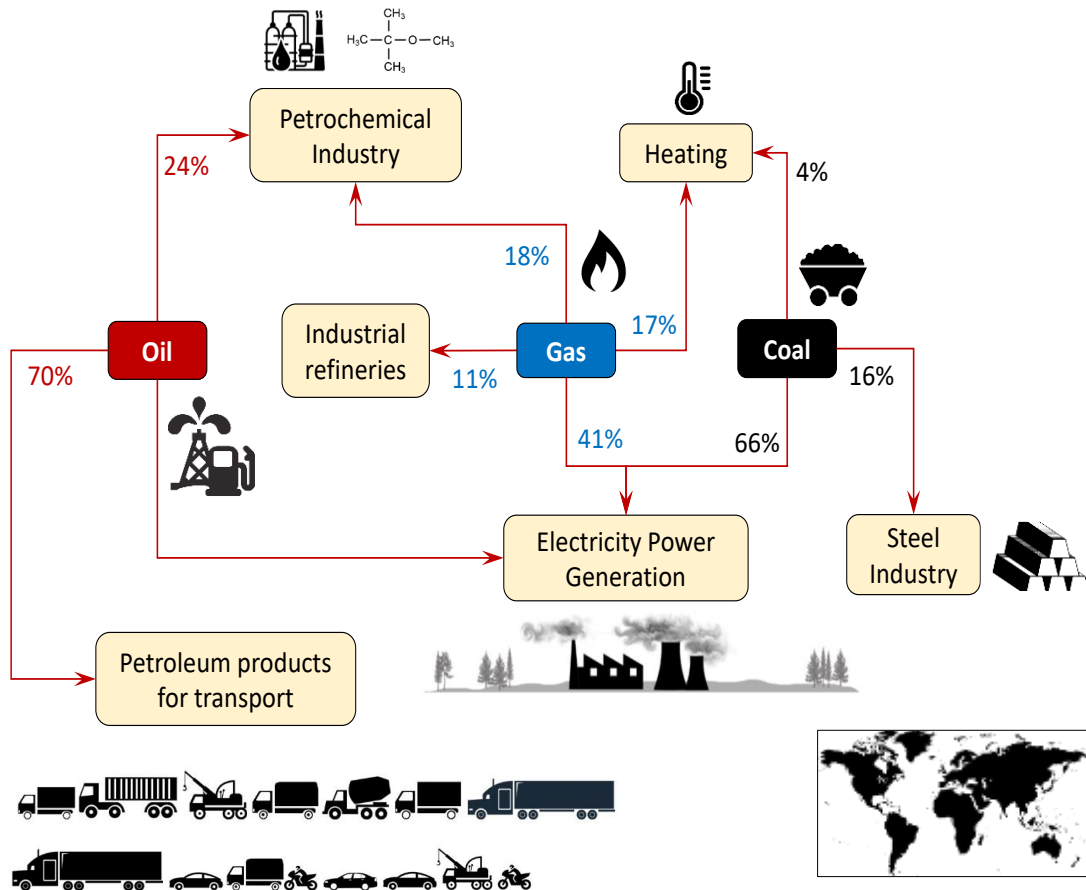 CH₃
H₃C
C
O
CH₃
CH₃
Petrochemical
Industry
Heating
24%
4%
18%
Oil
Industrial
refineries
Gas
17%
Coal
70%
11%
16%
41%
66%
Electricity Power
Generation
Steel
Industry
Petroleum products
for transport